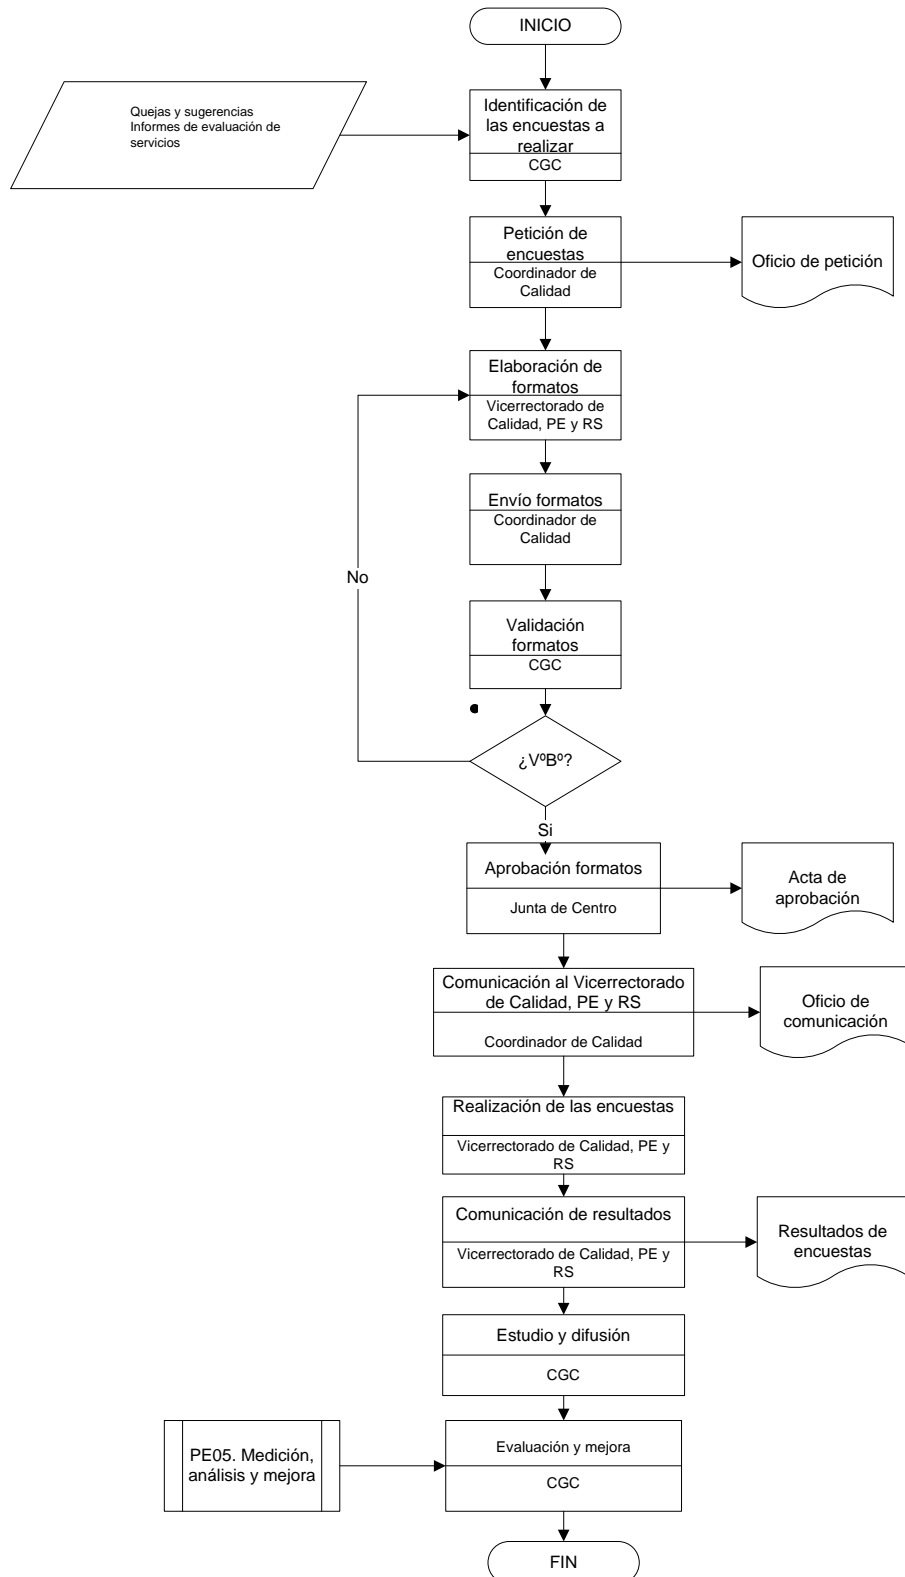 INICIO
Quejas y sugerencias
Informes de evaluación de
servicios
Identificación de
las encuestas a
realizar
CGC
Petición de
encuestas
Coordinador de
Calidad
Oficio de petición
Elaboración de
formatos
Vicerrectorado de
Calidad, PE y RS
Envío formatos
Coordinador de
Calidad
No
Validación
formatos
CGC
¿VºBº?
Si
Aprobación formatos
Junta de Centro
Acta de
aprobación
Comunicación al Vicerrectorado
de Calidad, PE y RS
Coordinador de Calidad
Oficio de
comunicación
Realización de las encuestas
Vicerrectorado de Calidad, PE y
RS
Comunicación de resultados
Vicerrectorado de Calidad, PE y
RS
Resultados de
encuestas
Estudio y difusión
CGC
PE05. Medición,
análisis y mejora
Evaluación y mejora
CGC
FIN